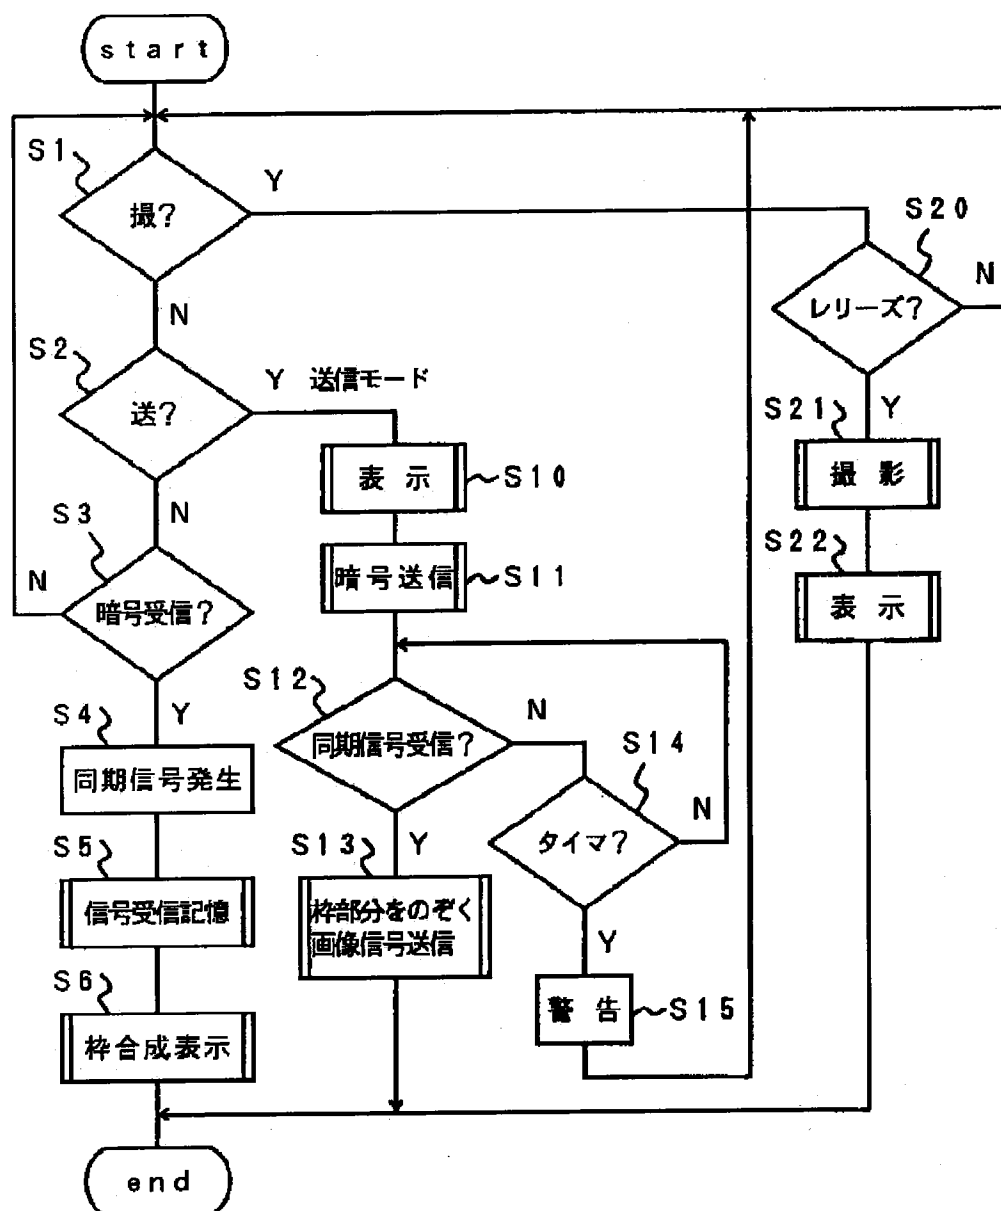 start
S1
撮?
Y
N
S20
レリーズ?
N
Y
S2
送?
Y 送信モード
N
S21
撮影
S22
表示
S10
表示
S11
暗号送信
S3
暗号受信?
N
Y
S12
同期信号受信?
N
Y
S14
タイマ?
N
Y
S4
同期信号発生
S13
枠部分をのぞく
画像信号送信
S5
信号受信記憶
S15
警告
S6
枠合成表示
end